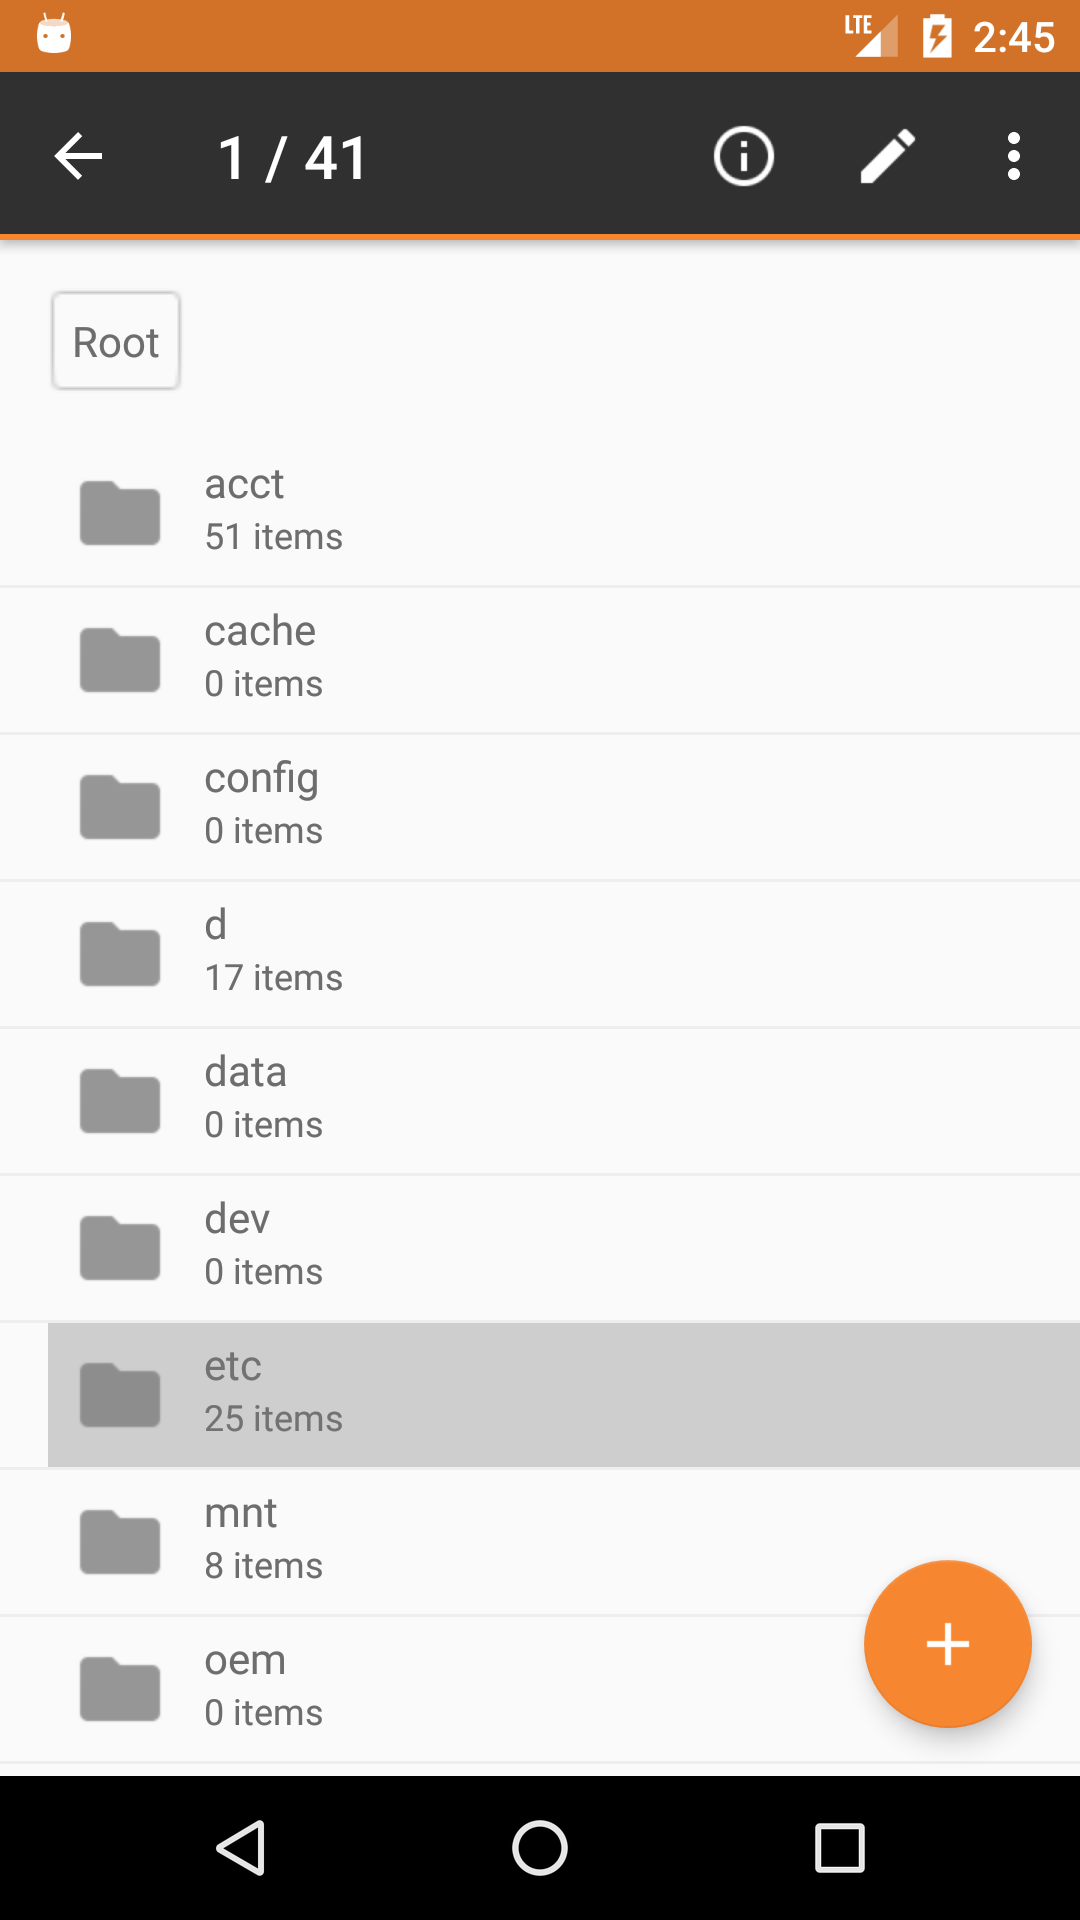 LTE 2:45
1 / 41
Root
acct
51 items
cache
0 items
config
0 items
d
17 items
data
0 items
dev
0 items
etc
25 items
mnt
8 items
oem
0 items